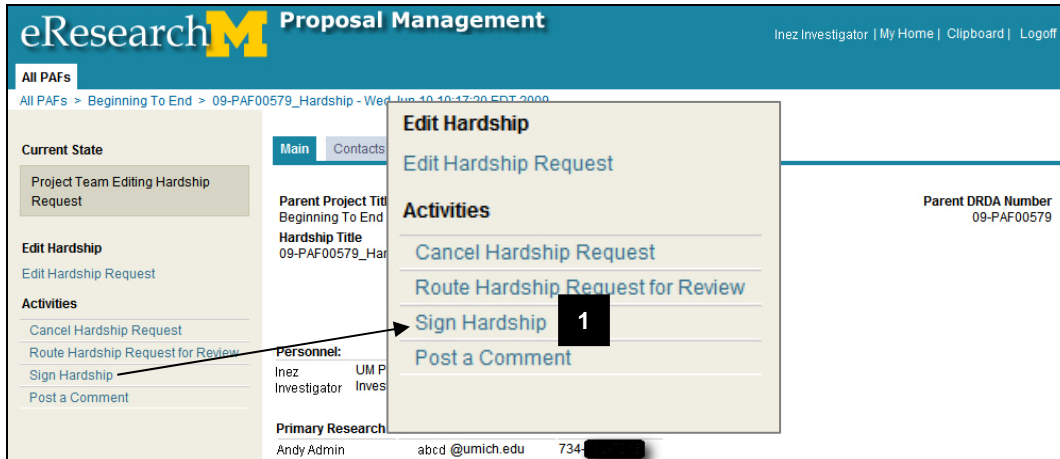 eResearch M Proposal Management
Inez Investigator | My Home | Clipboard | Logoff
All PAFs
All PAFs > Beginning To End > 09-PAF00579_Hardship - Wed Jun 10 10:17:20 EDT 2009
Current State
Project Team Editing Hardship
Request
Edit Hardship
Edit Hardship Request
Activities
Cancel Hardship Request
Route Hardship Request for Review
Sign Hardship
Post a Comment
Main Contacts
Parent Project Titl
Beginning To End
Hardship Title
09-PAF00579_Har
Parent DRDA Number
09-PAF00579
Personnel:
Inez UM P
Investigator Inves
Primary Research
Andy Admin abcd @umich.edu 734-
Edit Hardship
Edit Hardship Request
Activities
Cancel Hardship Request
Route Hardship Request for Review
Sign Hardship 1
Post a Comment